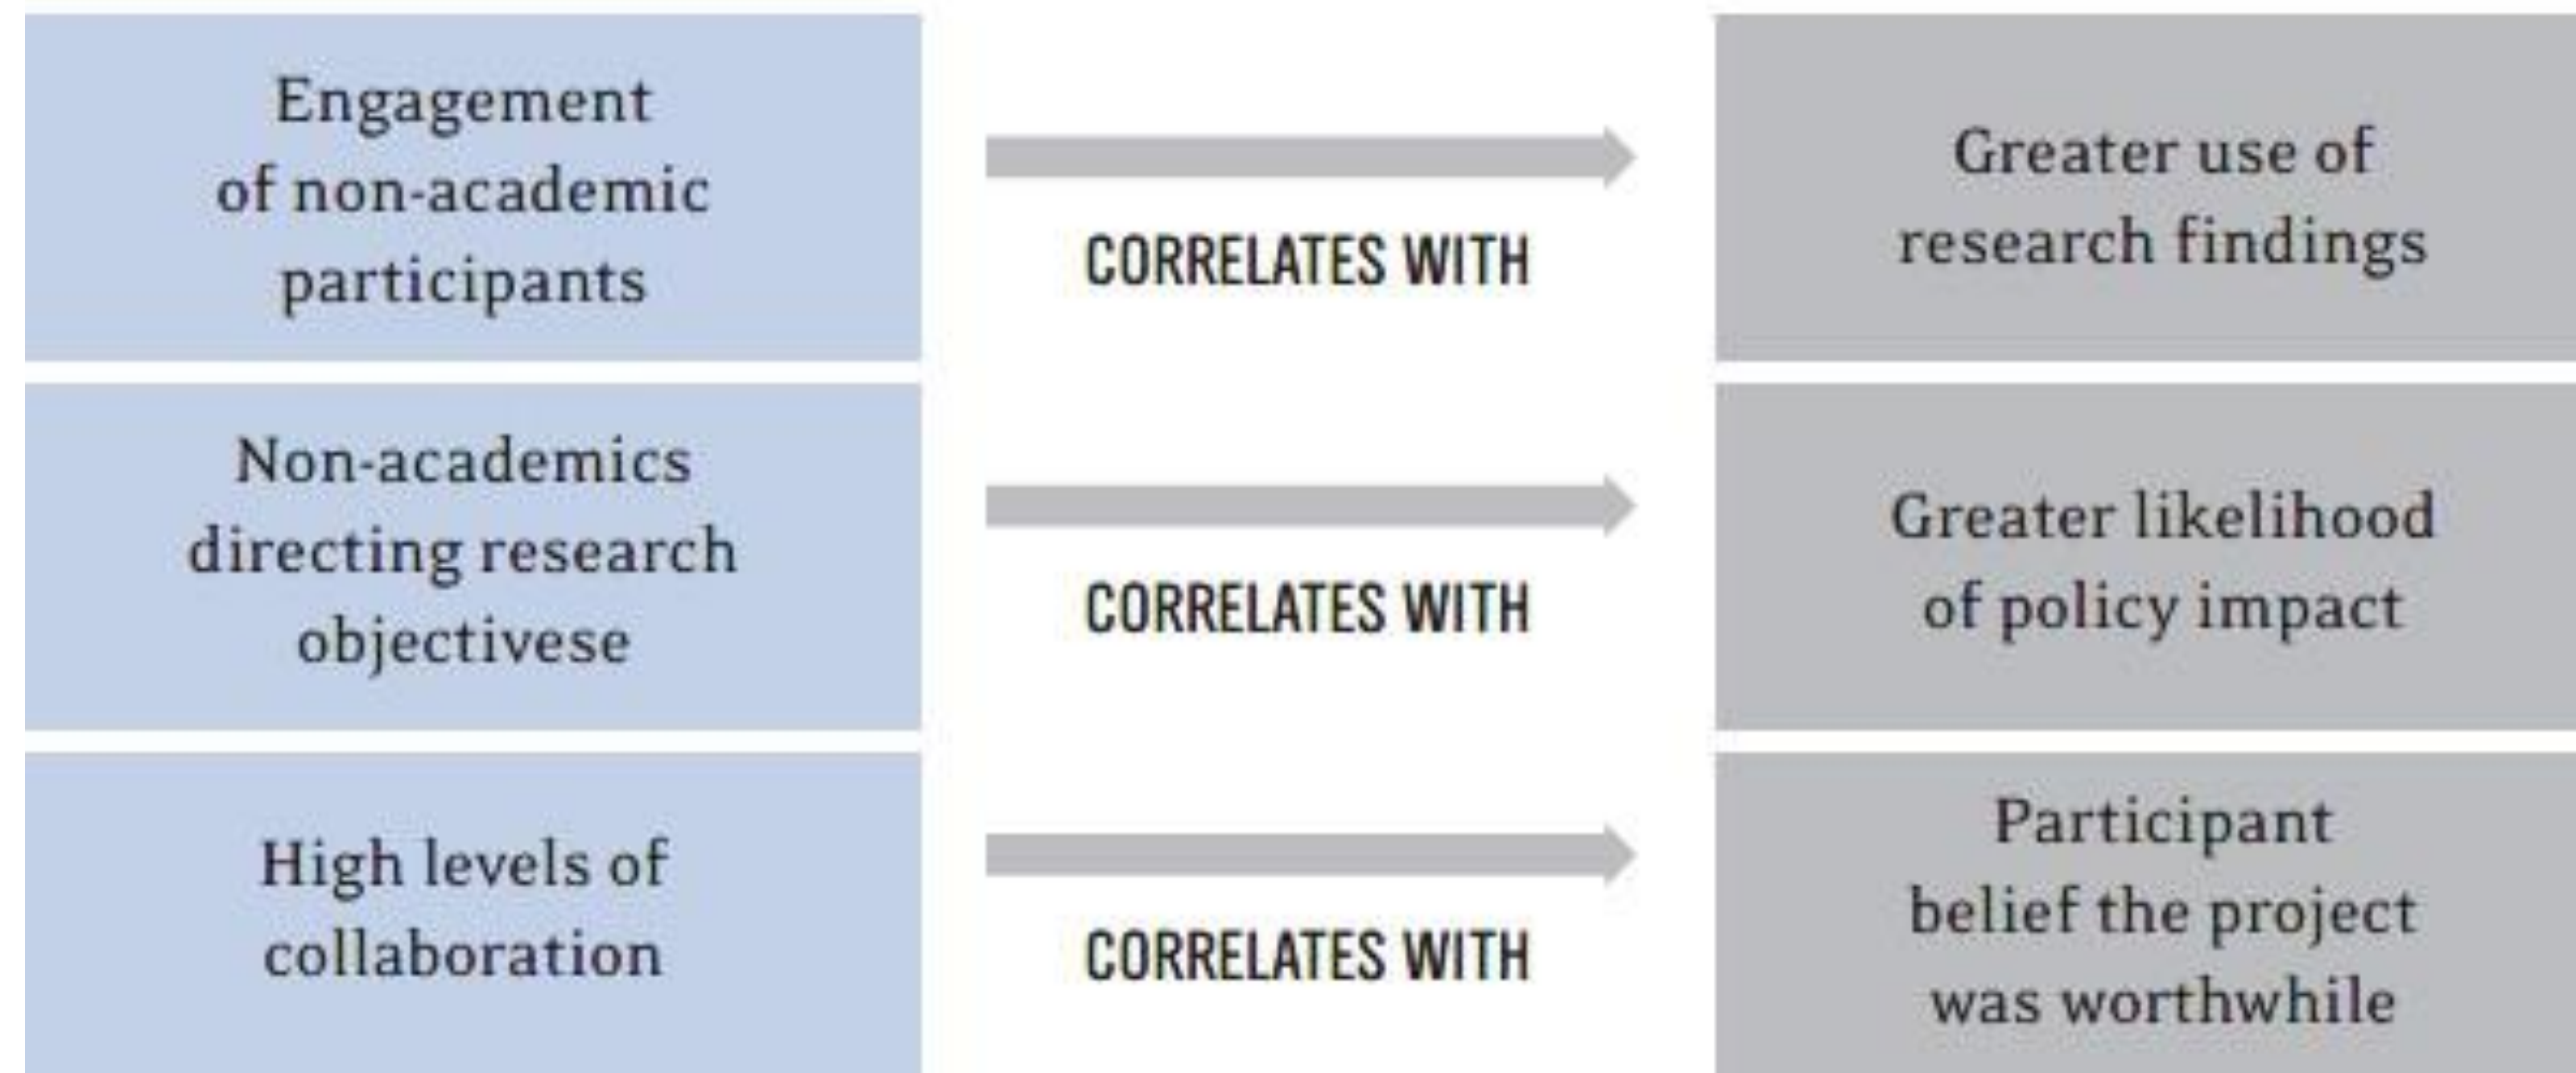 Engagement
of non-academic
participants
CORRELATES WITH
Greater use of
research findings
Non-academics
directing research
objectivese
CORRELATES WITH
Greater likelihood
of policy impact
High levels of
collaboration
CORRELATES WITH
Participant
belief the project
was worthwhile